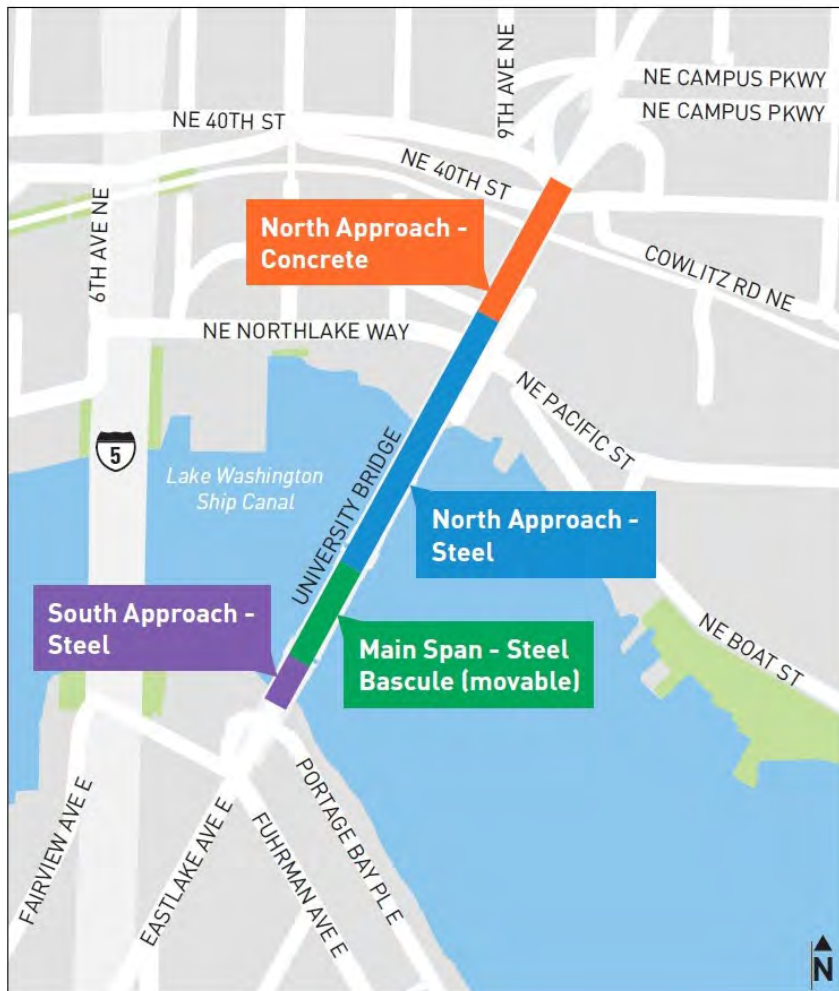 9TH AVE NE
NE CAMPUS PKWY
NE CAMPUS PKWY
NE 40TH ST
NE 40TH ST
6TH AVE NE
North Approach -
Concrete
COWLITZ RD NE
NE NORTHLAKE WAY
NE PACIFIC ST
5
Lake Washington
Ship Canal
UNIVERSITY BRIDGE
North Approach -
Steel
South Approach -
Steel
Main Span - Steel
Bascule (movable)
NE BOAT ST
FAIRVIEW AVE E
EASTLAKE AVE E
FUHRMAN AVE E
PORTAGE BAY PL E
N